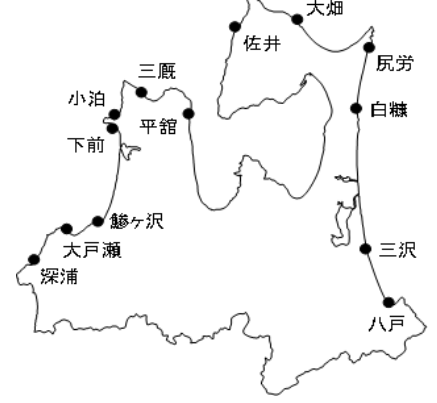 大畑
佐井
尻労
三厩
小泊
白糠
平舘
下前
鰺ヶ沢
大戸瀬
三沢
深浦
八戸